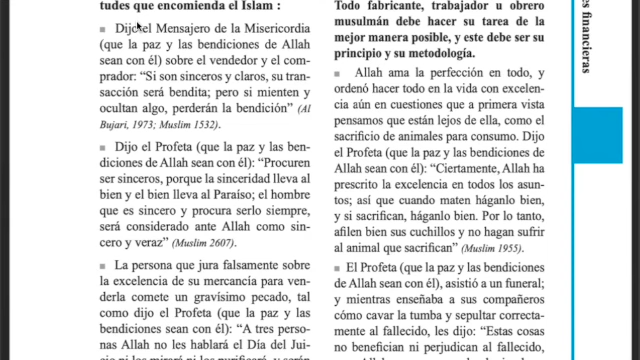 tudes que encomienda el Islam :
Dijo el Mensajero de la Misericordia
(que la paz y las bendiciones de Allah
sean con él) sobre el vendedor y el com-
prador: “Si son sinceros y claros, su tran-
sacción será bendita; pero si mienten y
ocultan algo, perderán la bendición” (Al
Bujari, 1973; Muslim 1532).
Dijo el Profeta (que la paz y las ben-
diciones de Allah sean con él): “Procuren
ser sinceros, porque la sinceridad lleva al
bien y el bien lleva al Paraíso; el hombre
que es sincero y procura serlo siempre,
será considerado ante Allah como sin-
cero y veraz” (Muslim 2607).
La persona que jura falsamente sobre
la excelencia de su mercancía para ven-
derla comete un gravísimo pecado, tal
como dijo el Profeta (que la paz y las
bendiciones sean con él): “A tres perso-
nas Allah no les hablará el Día del Jui-
cio ni los mirará ni los purificará, y serán
Todo fabricante, trabajador u obrero
musulmán debe hacer su tarea de la
mejor manera posible, y este debe ser su
principio y su metodología.
Allah ama la perfección en todo, y
ordenó hacer todo en la vida con excelen-
cia aún en cuestiones que a primera vista
pensamos que están lejos de ella, como el
sacrificio de animales para consumo. Dijo
el Profeta (que la paz y las bendiciones de
Allah sean con él): “Ciertamente, Allah ha
prescrito la excelencia en todos los asun-
tos; así que cuando maten háganlo bien,
y si sacrifican, háganlo bien. Por lo tanto,
afilen bien sus cuchillos y no hagan sufrir
al animal que sacrifican” (Muslim 1955).
El Profeta (que la paz y las bendiciones
de Allah sean con él), asistió a un funeral;
y mientras enseñaba a sus compañeros
cómo cavar la tumba y sepultar correcta-
mente al fallecido, les dijo: “Estas cosas
no benefician ni perjudican al fallecido,
es financieras